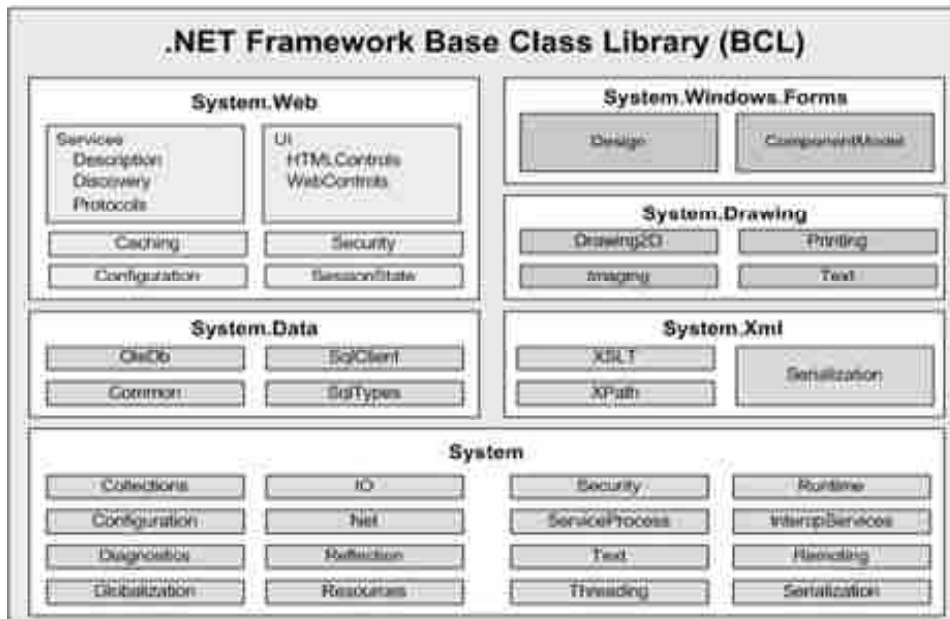 .NET Framework Base Class Library (BCL)
System.Web
Services
Description
Discovery
Protocols
UI
HTMLControls
WebControls
Caching
Security
Configuration
SessionState
System.Windows.Forms
Design
ComponentModel
System.Drawing
Drawing2D
Printing
Imaging
Text
System.Data
OleDb
SqlClient
Common
SqlTypes
System.Xml
XSLT
XPath
Serialization
System
Collections
IO
Security
Runtime
Configuration
Net
ServiceProcess
InteropServices
Diagnostics
Reflection
Text
Remoting
Globalization
Resources
Threading
Serialization